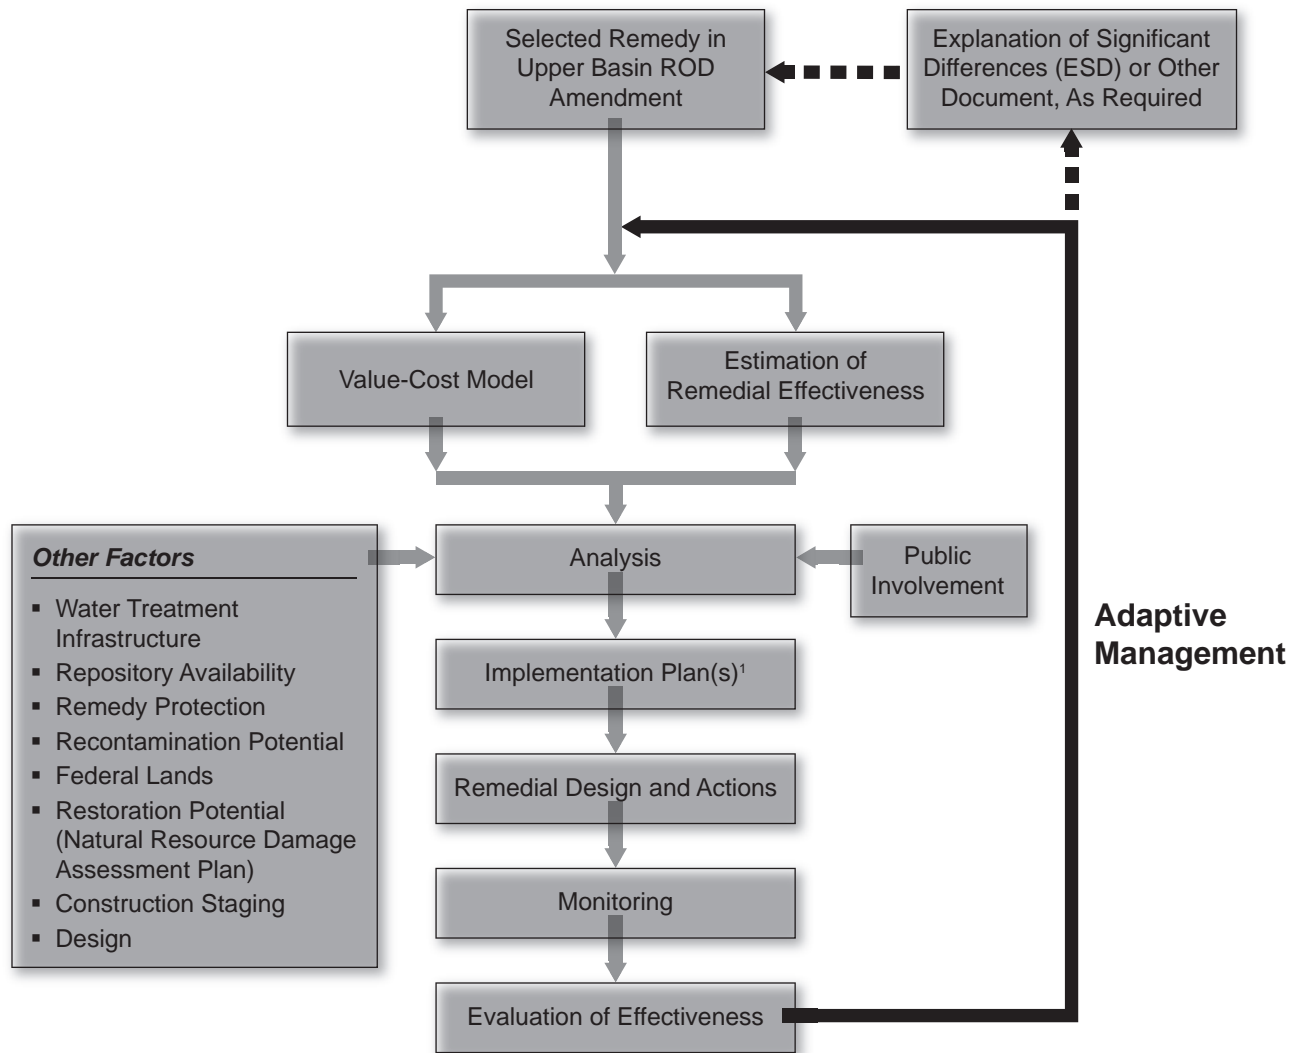 Selected Remedy in
Upper Basin ROD
Amendment
Explanation of Significant
Differences (ESD) or Other
Document, As Required
Value-Cost Model
Estimation of
Remedial Effectiveness
Other Factors
▪ Water Treatment
Infrastructure
▪ Repository Availability
▪ Remedy Protection
▪ Recontamination Potential
▪ Federal Lands
▪ Restoration Potential
(Natural Resource Damage
Assessment Plan)
▪ Construction Staging
▪ Design
Analysis
Public
Involvement
Implementation Plan(s)¹
Remedial Design and Actions
Monitoring
Evaluation of Effectiveness
Adaptive
Management